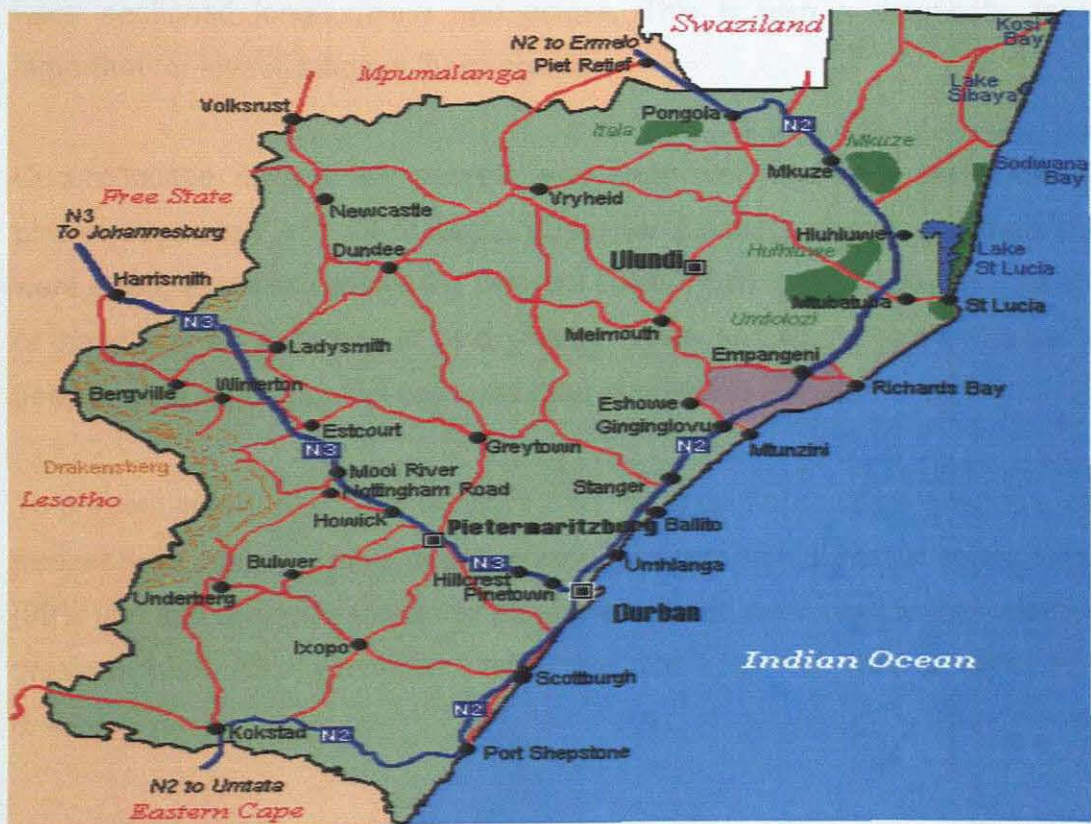 Swaziland
Kosi Bay
N2 to Ermelo
Piet Retief
Mpumalanga
Lake Sibaya
Volksrust
Pongola
Itala
N2
Mkuze
Mkuze
Sodwana Bay
Free State
Vryheid
Newcastle
N3
To Johannesburg
Hluhluwe
Dundee
Ulundi
Hluhluwe
Lake St Lucia
Harrismith
Mtubatuba
St Lucia
N3
Melmouth
Umfolozi
Ladysmith
Empangeni
Bergville
Winterton
Richards Bay
Eshowe
Estcourt
Ginginglovu
N3
Greytown
N2
Mtunzini
Drakensberg
Mooi River
Stanger
Lesotho
Nottingham Road
Howick
Pietermaritzburg
Ballito
Bulwer
N3
Umhlanga
Hillcrest
Underberg
Pinetown
Durban
Ixopo
Indian Ocean
Scottburgh
N2
Kokstad
N2
Port Shepstone
N2 to Umtata
Eastern Cape